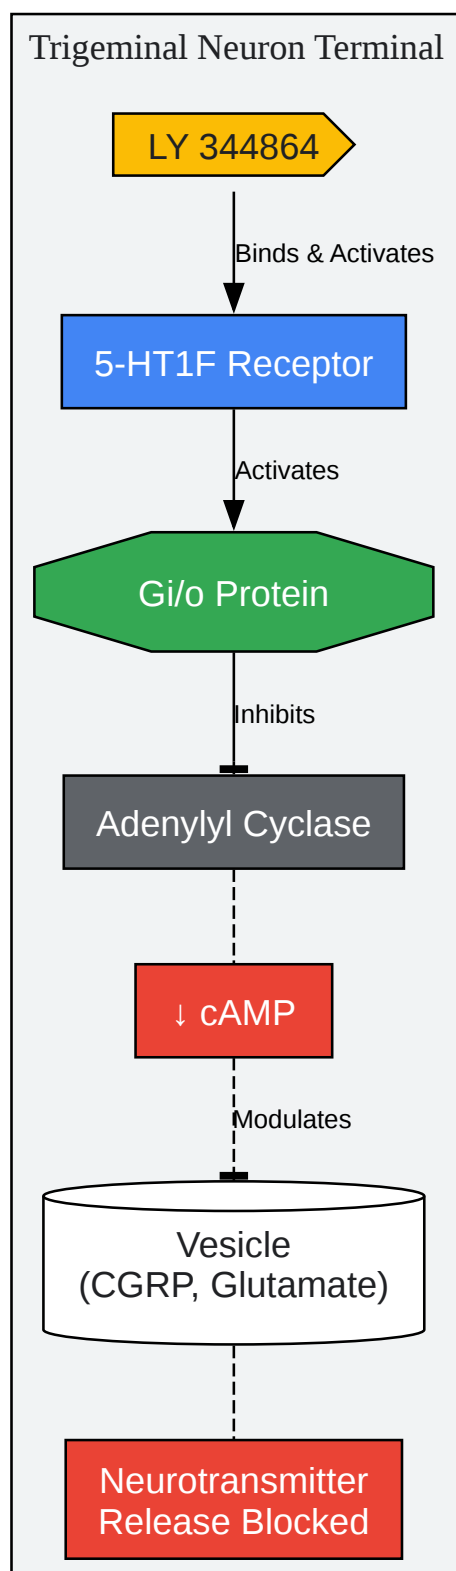 Trigeminal Neuron Terminal
LY 344864
Binds & Activates
5-HT1F Receptor
Activates
Gi/o Protein
Inhibits
Adenylyl Cyclase
↓ cAMP
Modulates
Vesicle
(CGRP, Glutamate)
Neurotransmitter
Release Blocked